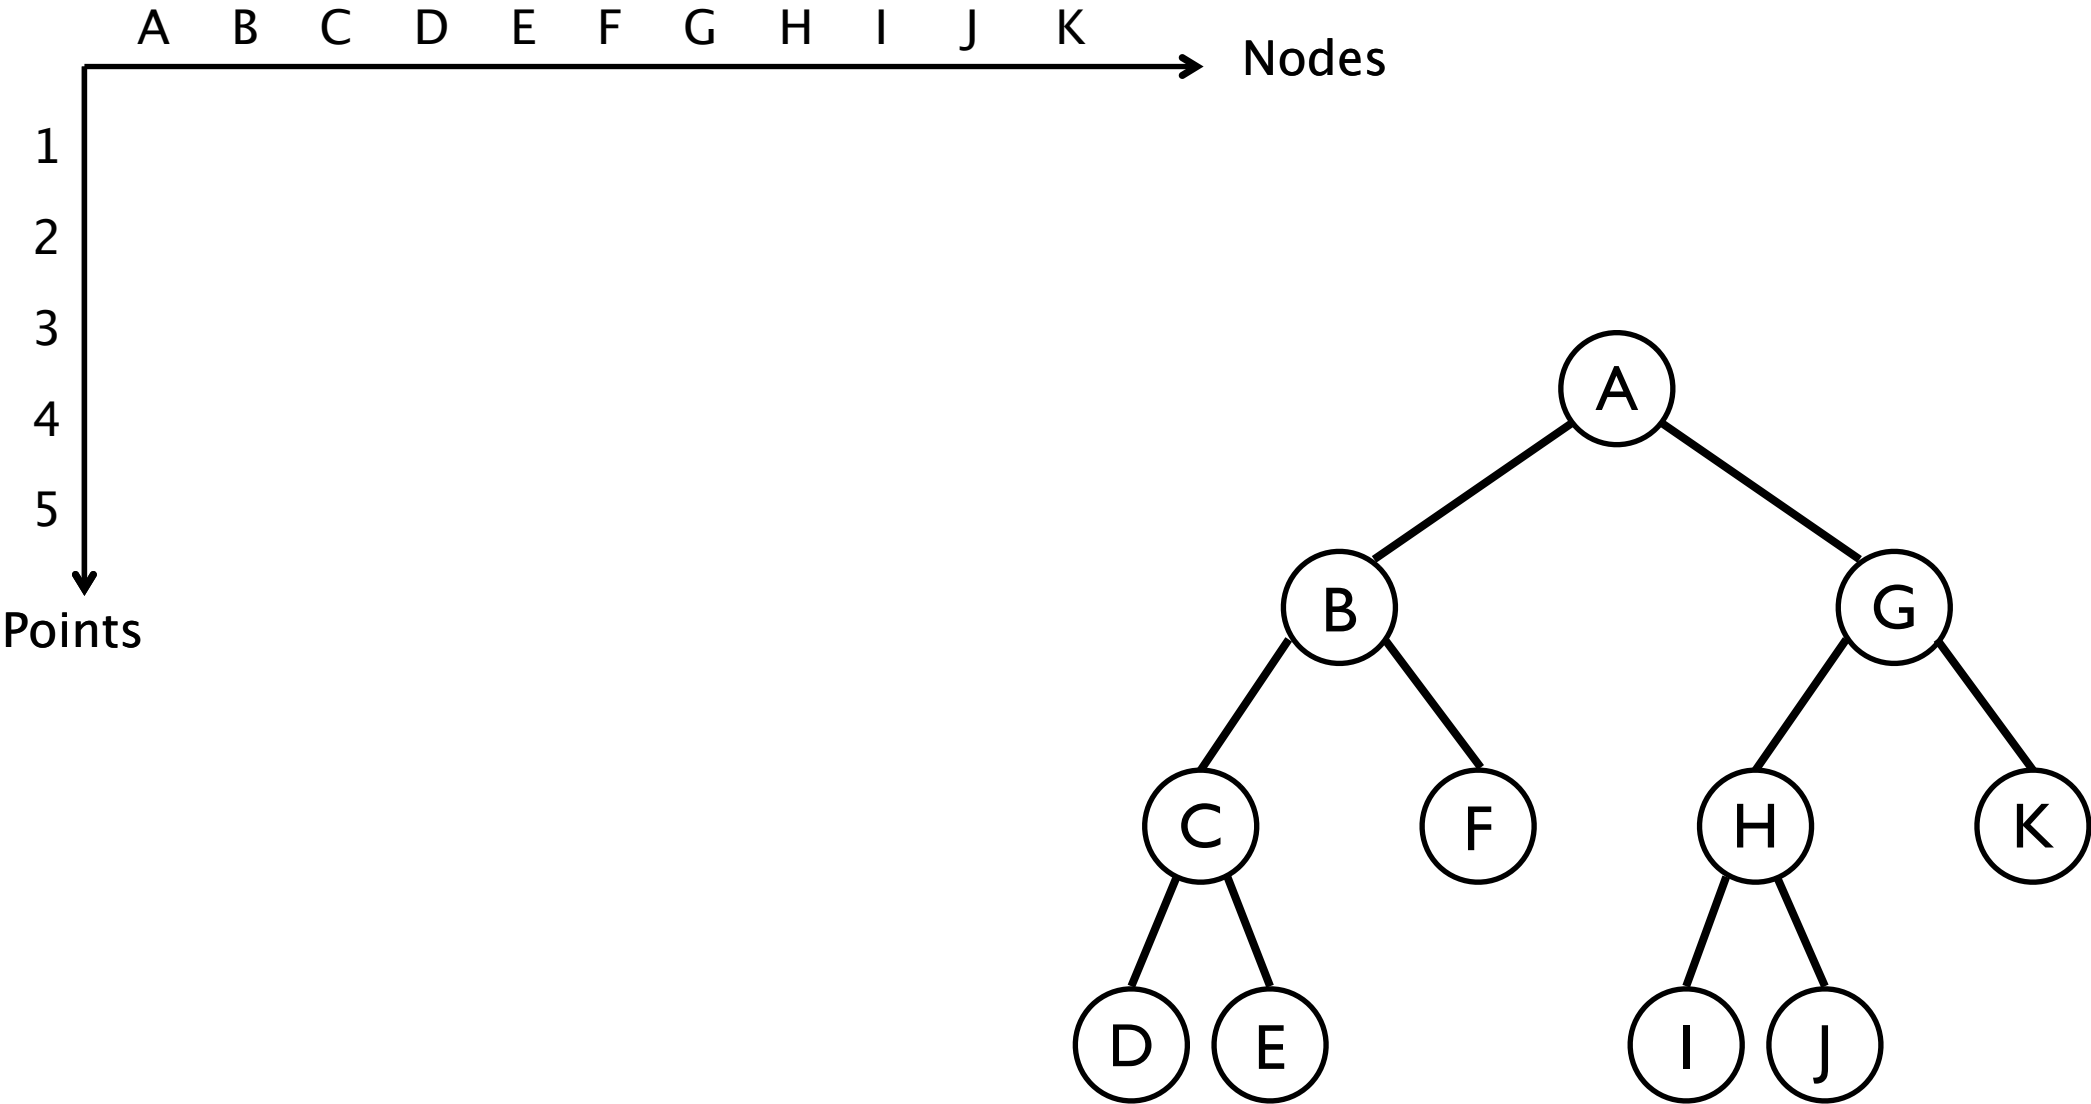 A B C D E F G H I J K
Nodes
1
2
3
4
5
Points
A
B G
C F H K
D E I J